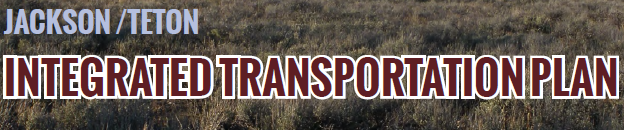 JACKSON /TETON
INTEGRATED TRANSPORTATION PLAN